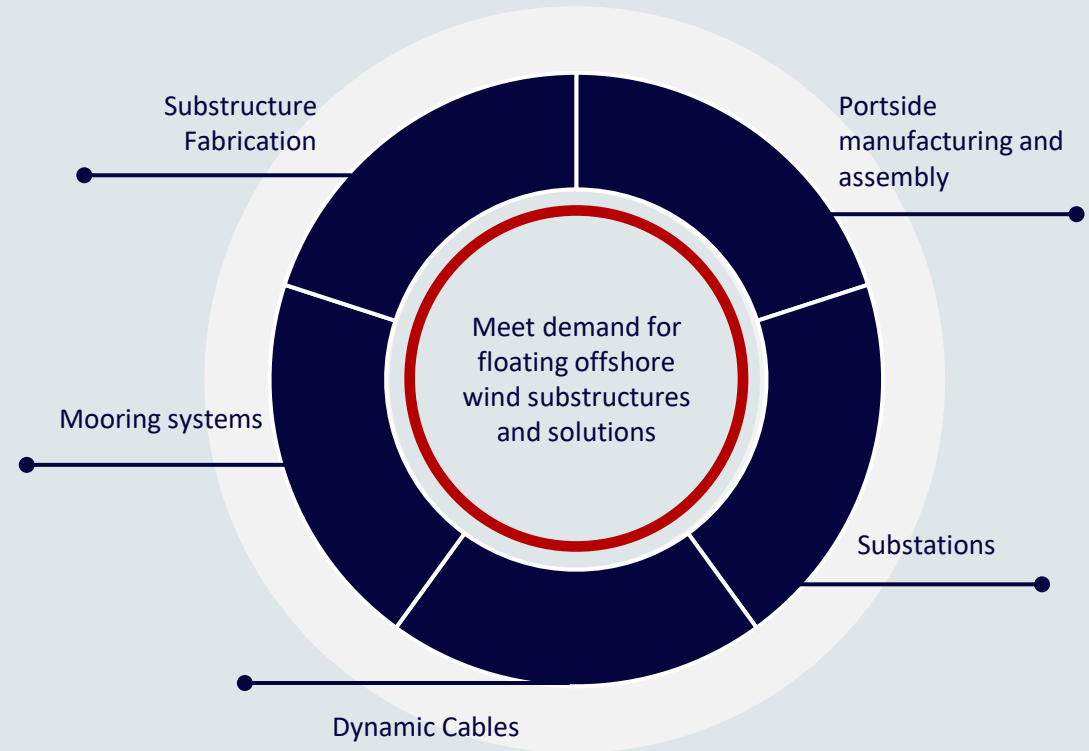 Substructure
Fabrication
Portside
manufacturing and
assembly
Meet demand for
floating offshore
wind substructures
and solutions
Mooring systems
Substations
Dynamic Cables